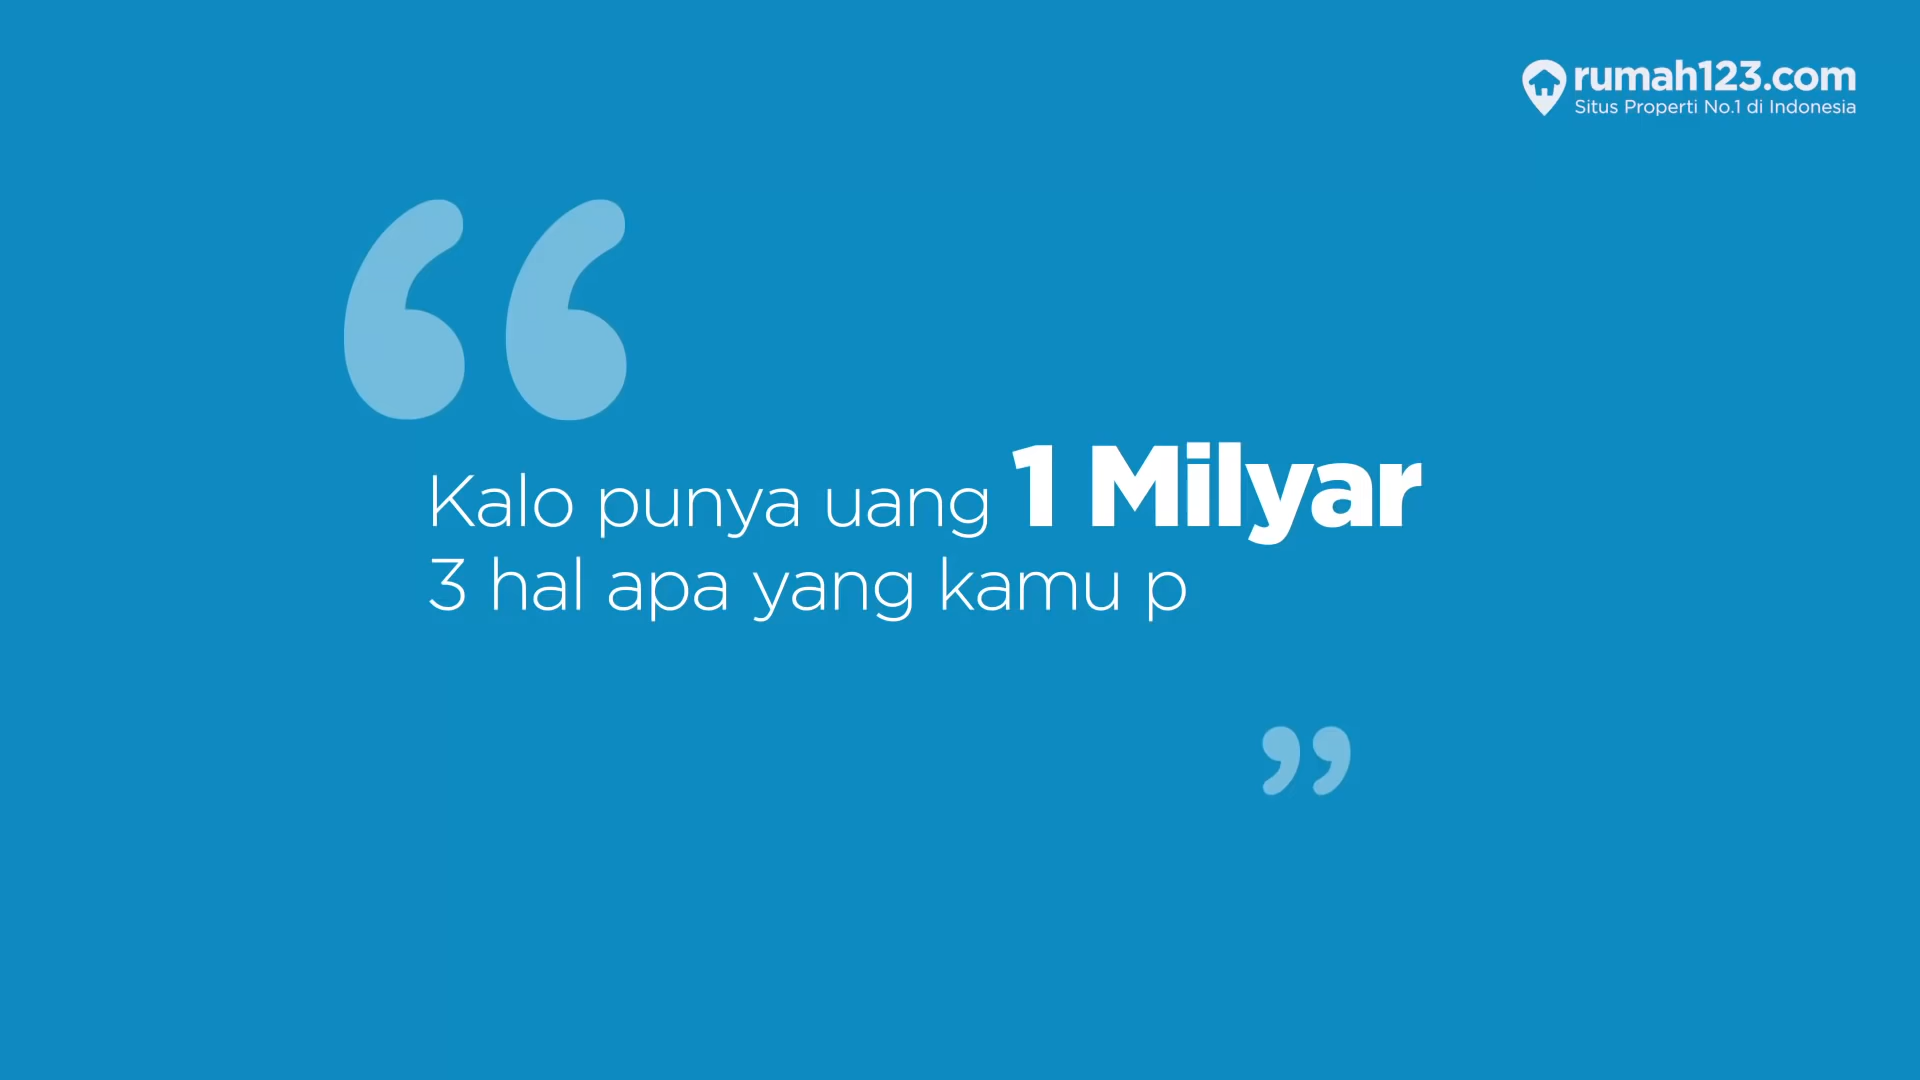 rumah123.com
Situs Properti No.1 di Indonesia
“
Kalo punya uang 1 Milyar
3 hal apa yang kamu p
”